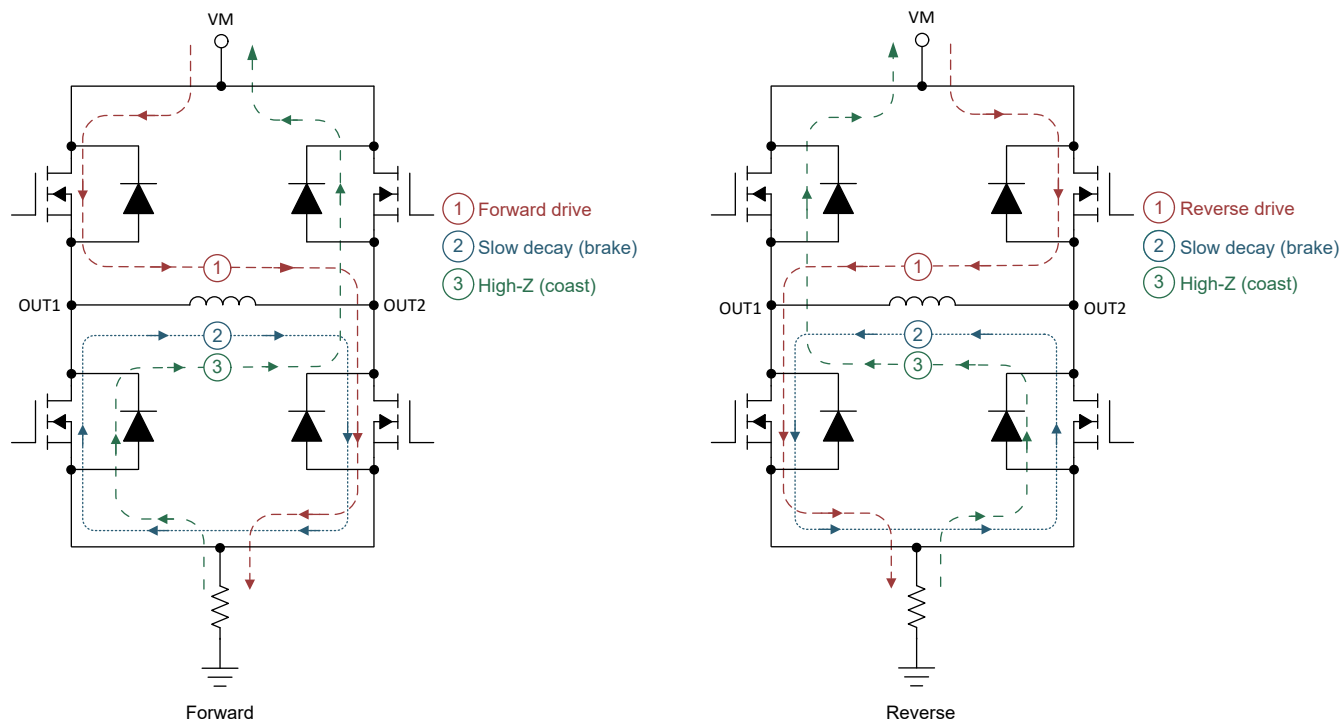 VM
1 Forward drive
2 Slow decay (brake)
3 High-Z (coast)
1
OUT1
OUT2
2
3
Forward
VM
1 Reverse drive
2 Slow decay (brake)
3 High-Z (coast)
1
OUT1
OUT2
2
3
Reverse